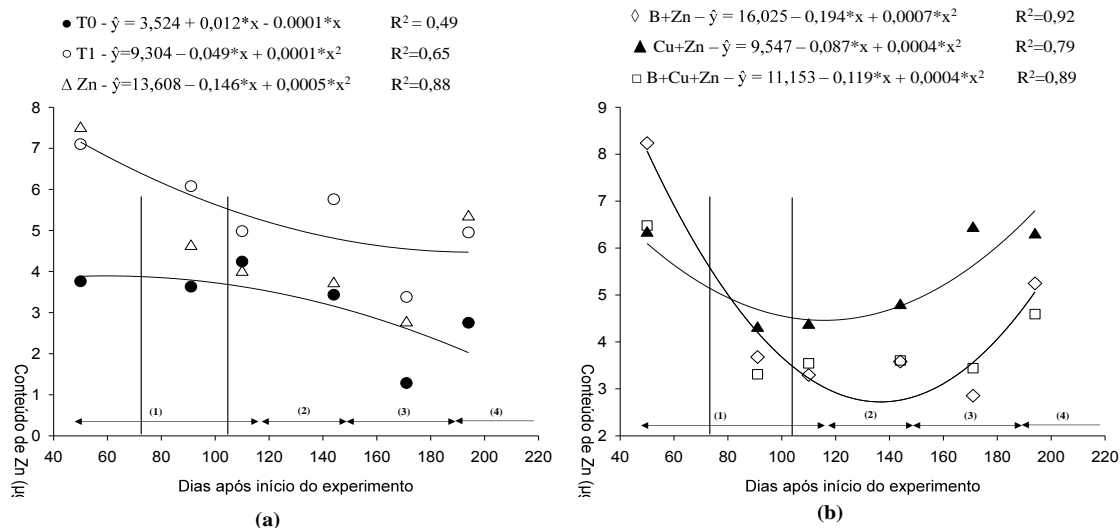 ● T0 - ŷ = 3,524 + 0,012*x - 0.0001*x R² = 0,49
○ T1 - ŷ=9,304 – 0,049*x + 0,0001*x² R²=0,65
△ Zn - ŷ=13,608 – 0,146*x + 0,0005*x² R²=0,88
8
7
6
5
4
3
2
1
0
Conteúdo de Zn (µg
(1) (2) (3) (4)
40 60 80 100 120 140 160 180 200 220
Dias após início do experimento
(a)
◇ B+Zn – ŷ = 16,025 -0,194*x + 0,0007*x² R²=0,92
▲ Cu+Zn – ŷ = 9,547 –0,087*x + 0,0004*x² R²=0,79
□ B+Cu+Zn – ŷ = 11,153 –0,119*x + 0,0004*x² R²=0,89
9
8
7
6
5
4
3
2
Conteúdo de Zn (µg
(1) (2) (3) (4)
40 60 80 100 120 140 160 180 200 220
Dias após início do experimento
(b)